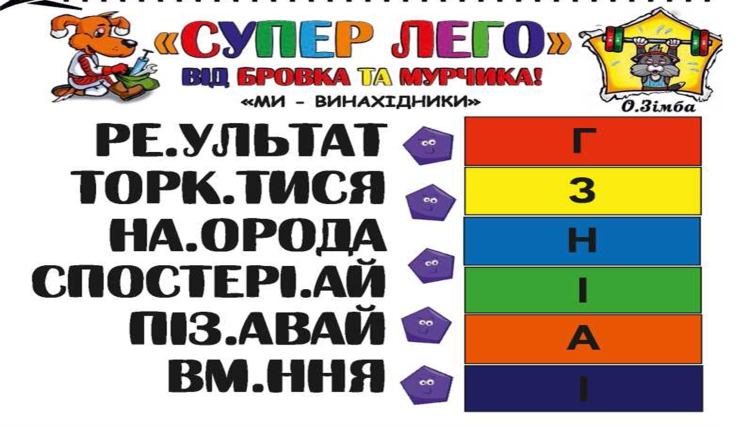 «СУПЕР ЛЕГО»
ВІД БРОВКА ТА МУРЧИКА!
«МИ - ВИНАХІДНИКИ»
О.Зімба
РЕ.УЛЬТАТ Г
ТОРК.ТИСЯ З
НА.ОРОДА Н
СПОСТЕРІ.АЙ І
ПІЗ.АВАЙ А
ВМ.ННЯ І